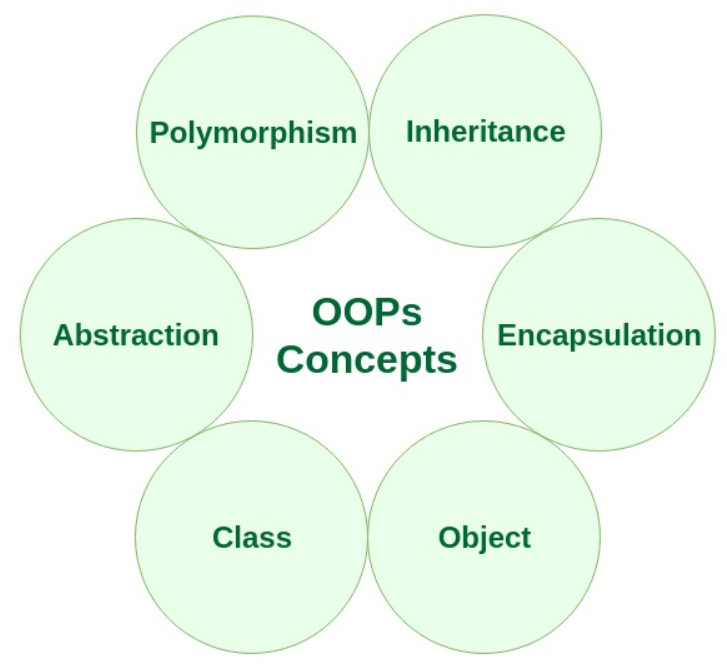 Polymorphism
Inheritance
Abstraction
OOPs
Concepts
Encapsulation
Class
Object